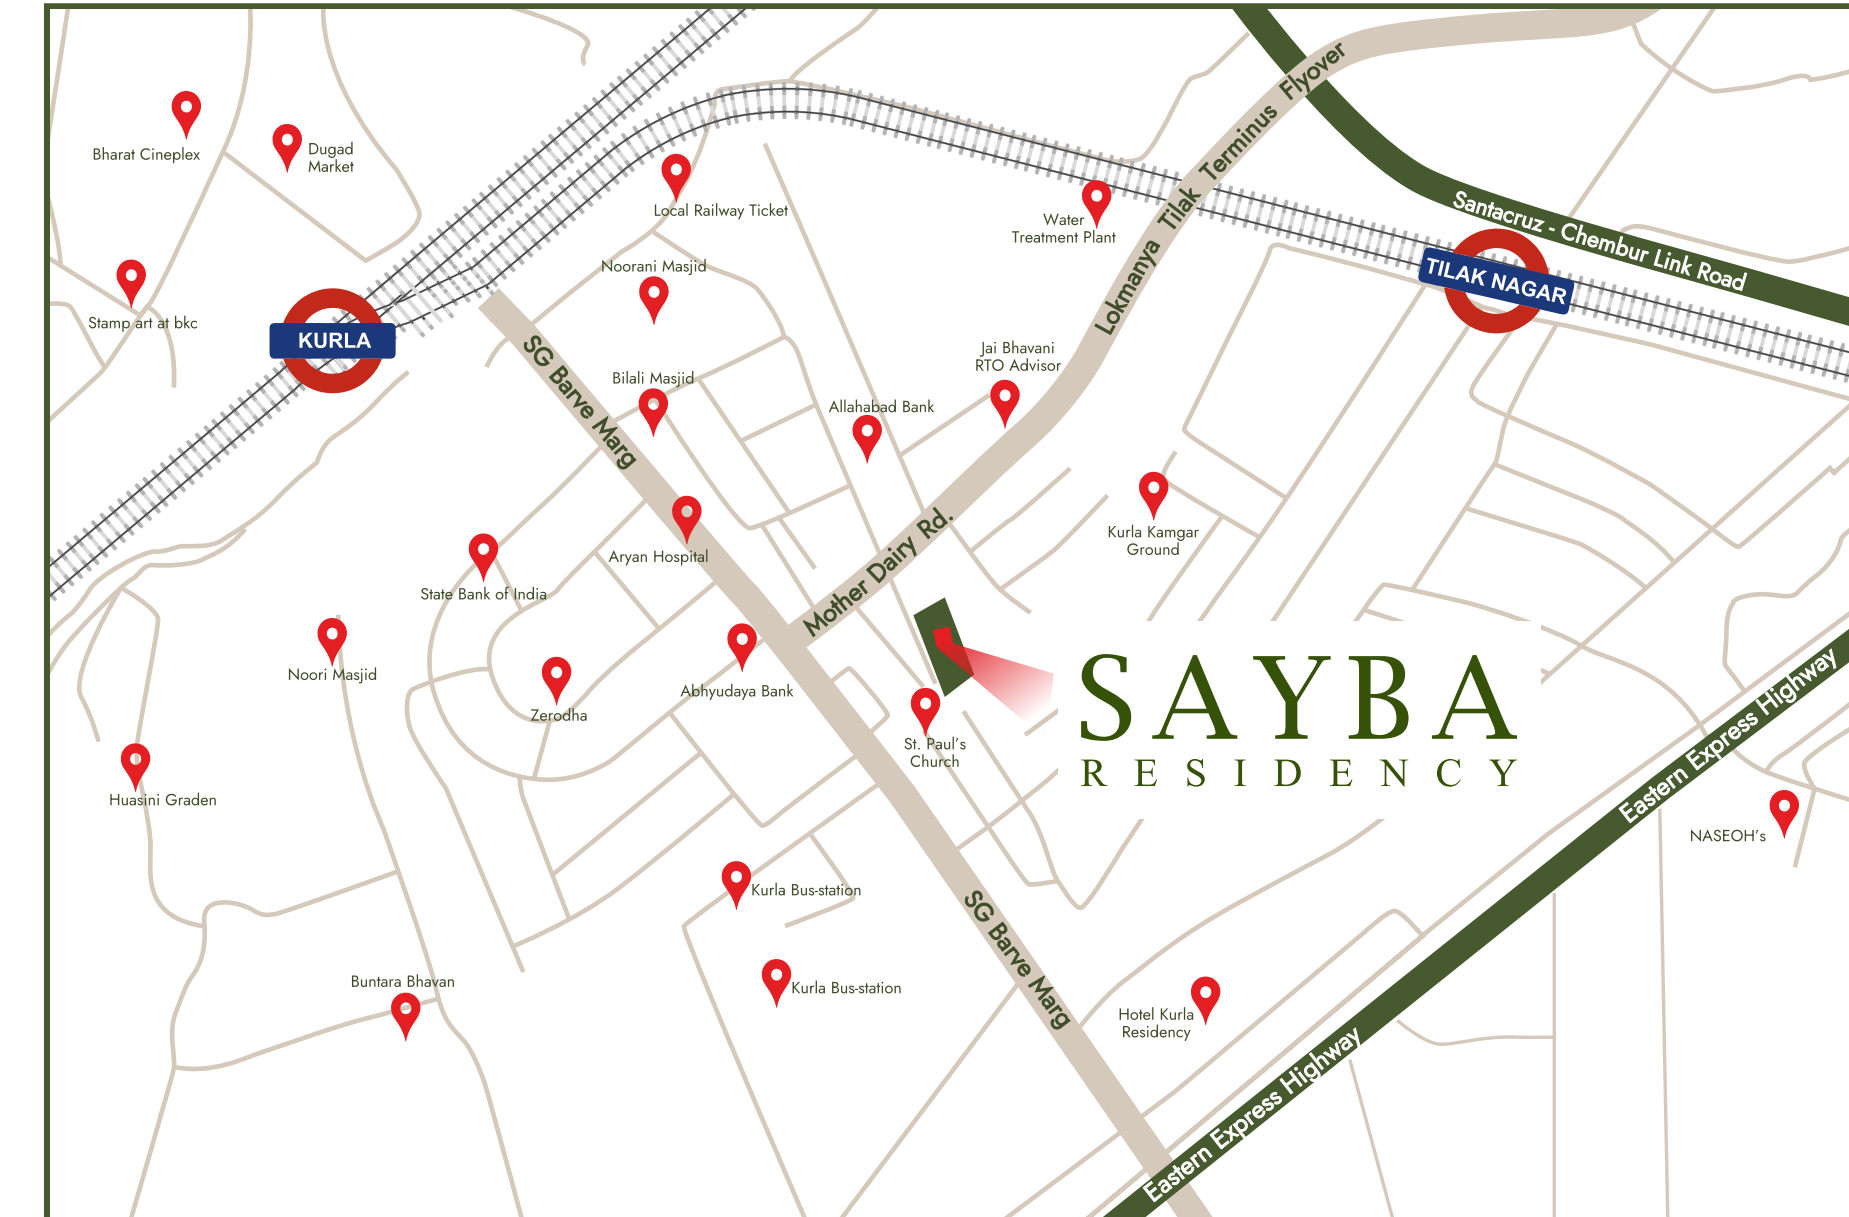 Bharat Cineplex
Dugad
Market
Local Railway Ticket
Lokmanya Tilak Terminus Flyover
Water
Treatment Plant
Santacruz - Chembur Link Road
TILAK NAGAR
Noorani Masjid
Stamp art at bkc
KURLA
SG Barve Marg
Jai Bhavani
RTO Advisor
Bilali Masjid
Allahabad Bank
Kurla Kamgar
Ground
Aryan Hospital
Mother Dairy Rd.
State Bank of India
Noori Masjid
Abhyudaya Bank
Zerodha
St. Paul's
Church
SAYBA
RESIDENCY
Eastern Express Highway
Huasini Graden
NASEOH's
Kurla Bus-station
SG Barve Marg
Buntara Bhavan
Kurla Bus-station
Hotel Kurla
Residency
Eastern Express Highway